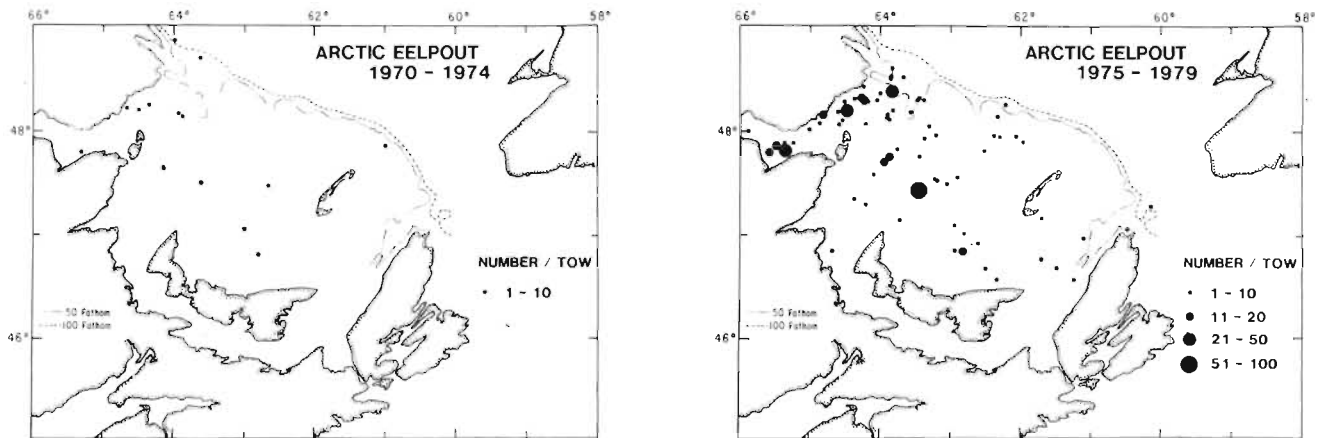 66° 64° 62° 60° 58°
ARCTIC EELPOUT
1970 - 1974
48°
NUMBER / TOW
1 - 10
50 Fathom
100 Fathom
46°
66° 64° 62° 60° 58°
ARCTIC EELPOUT
1975 - 1979
48°
NUMBER / TOW
1 - 10
11 - 20
21 - 50
51 - 100
50 Fathom
100 Fathom
46°